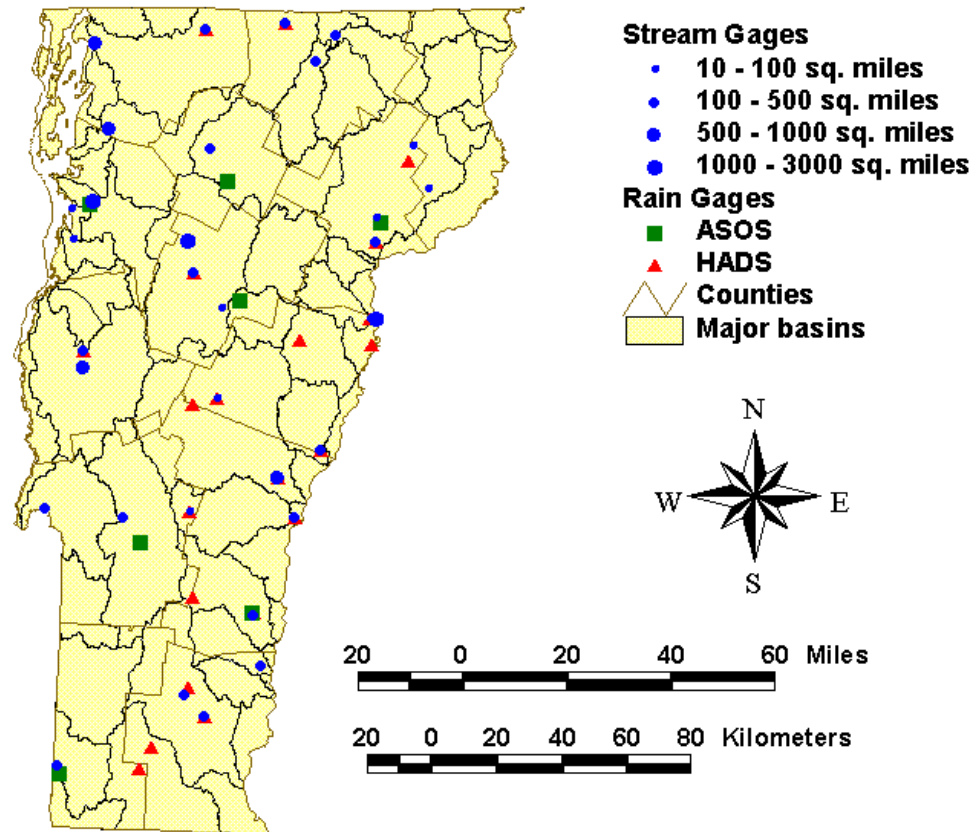 Stream Gages
10 - 100 sq. miles
100 - 500 sq. miles
500 - 1000 sq. miles
1000 - 3000 sq. miles
Rain Gages
ASOS
HADS
Counties
Major basins
N
W E
S
20 0 20 40 60 Miles
20 0 20 40 60 80 Kilometers